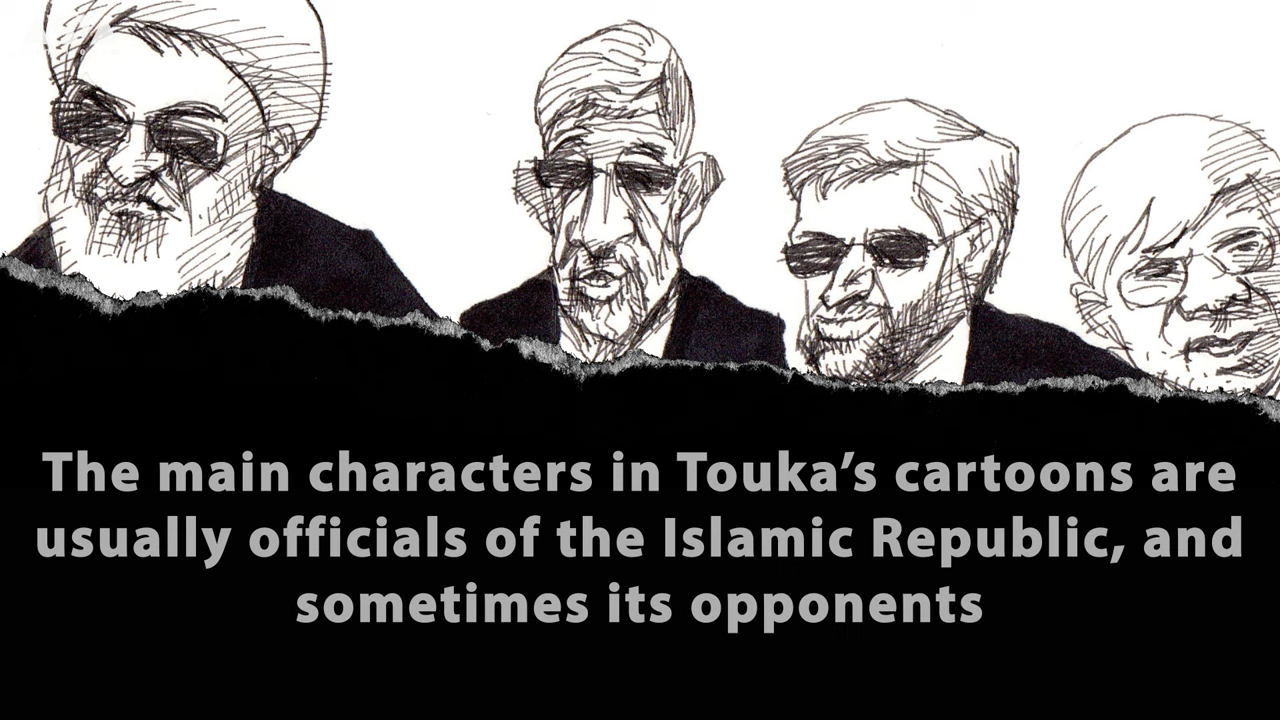 The main characters in Touka’s cartoons are
usually officials of the Islamic Republic, and
sometimes its opponents